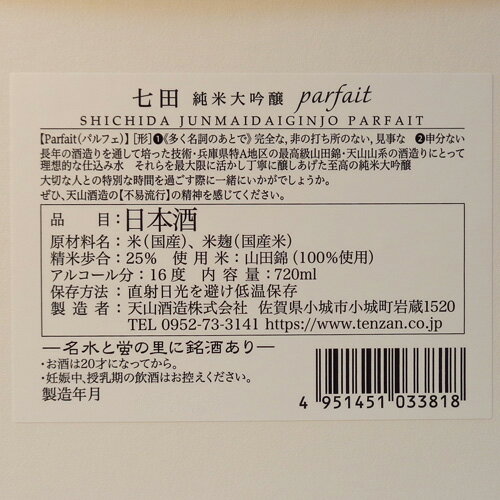 七田 純米大吟醸 parfait
SHICHIDA JUNMAIDAIGINJO PARFAIT
【Parfait(パルフェ)】 [形]❶《多く名詞のあとで》完全な, 非の打ち所のない, 見事な ❷申分ない
長年の酒造りを通して培った技術・兵庫県特A地区の最高級山田錦・天山山系の酒造りにとって
理想的な仕込み水 それらを最大限に活かし丁寧に醸しあげた至高の純米大吟醸
大切な人との特別な時間を過ごす際に一緒にいかがでしょうか。
ぜひ、天山酒造の【不易流行】の精神を感じてください。
品目：日本酒
原材料名：米(国産)、米麹(国産米)
精米歩合：25% 使用米：山田錦(100%使用)
アルコール分：16度 内容量：720ml
保存方法：直射日光を避け低温保存
製造者：天山酒造株式会社 佐賀県小城市小城町岩蔵1520
TEL 0952-73-3141 https://www.tenzan.co.jp
―名水と蛍の里に銘酒あり―
・お酒は20才になってから。
・妊娠中、授乳期の飲酒はお控えください。
製造年月
4 951451 033818